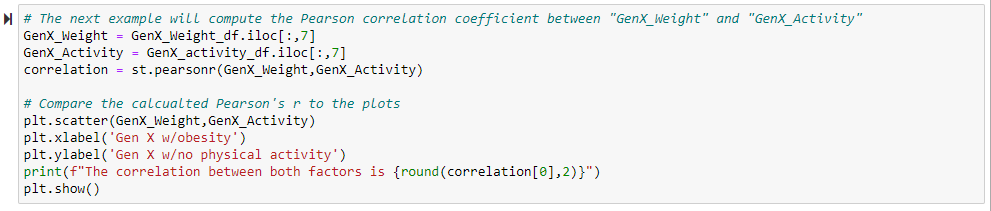 # The next example will compute the Pearson correlation coefficient between "GenX_Weight" and "GenX_Activity"
GenX_Weight = GenX_Weight_df.iloc[:,7]
GenX_Activity = GenX_activity_df.iloc[:,7]
correlation = st.pearsonr(GenX_Weight,GenX_Activity)
# Compare the calcualted Pearson's r to the plots
plt.scatter(GenX_Weight,GenX_Activity)
plt.xlabel('Gen X w/obesity')
plt.ylabel('Gen X w/no physical activity')
print(f"The correlation between both factors is {round(correlation[0],2)}")
plt.show()